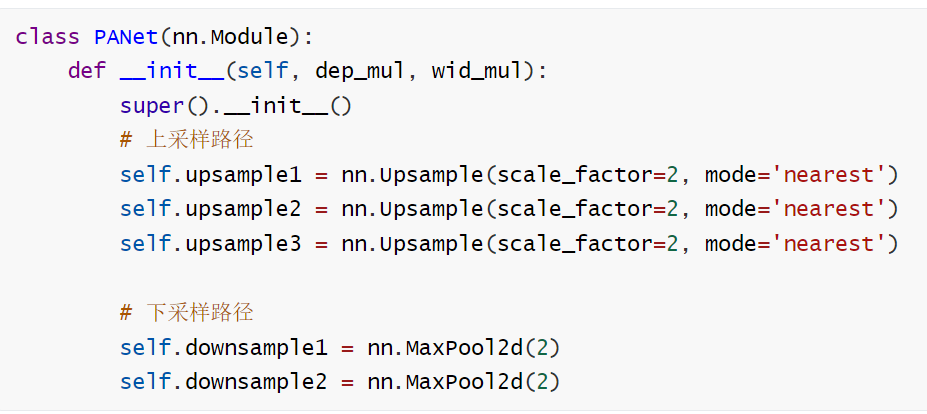 class PANet(nn.Module):
    def __init__(self, dep_mul, wid_mul):
        super().__init__()
        # 上采样路径
        self.upsample1 = nn.Upsample(scale_factor=2, mode='nearest')
        self.upsample2 = nn.Upsample(scale_factor=2, mode='nearest')
        self.upsample3 = nn.Upsample(scale_factor=2, mode='nearest')

        # 下采样路径
        self.downsample1 = nn.MaxPool2d(2)
        self.downsample2 = nn.MaxPool2d(2)